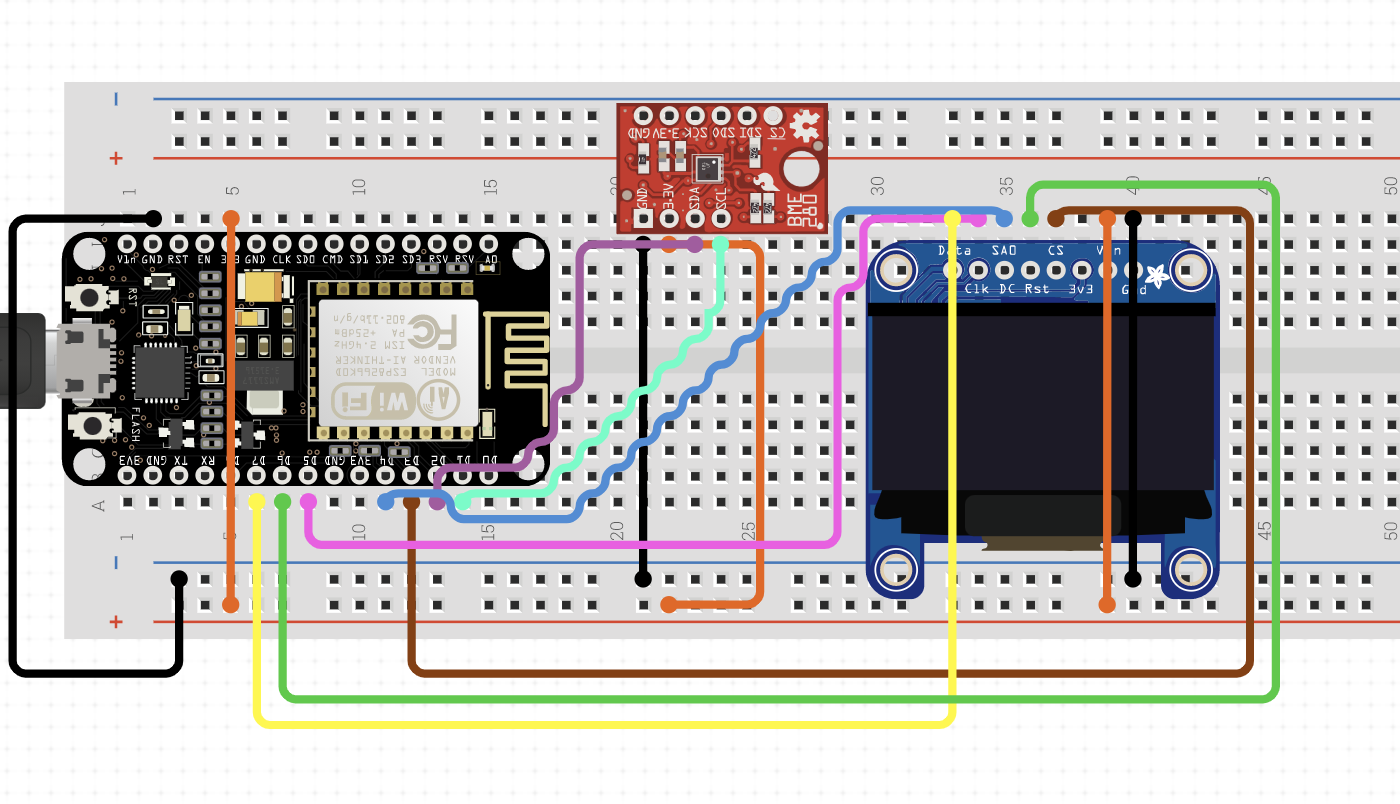 1 5 10 15 20 30 35 40 45 50
GND 3.3V SCK SDO SDI CS
GND 3.3V SDA SCL
BME
280
Vin GND RST EN 3V3 GND CLK SD0 CMD SD1 SD2 SD3 RSV RSV A0
Data SAO CS Vin
Clk DC Rst 3v3 Gnd
RST
FLASH
802.11b/g/n
PA +25dBm
ISM 2.4GHz
FC
AI-THINKER
ESP8266MOD
VENDOR
MODEL
Wi Fi
Ai
3V3 GND TX RX D7 D6 D5 GND 3V3 D4 D3 D2 D1 D0
A
1 5 10 15 20 25 45 50